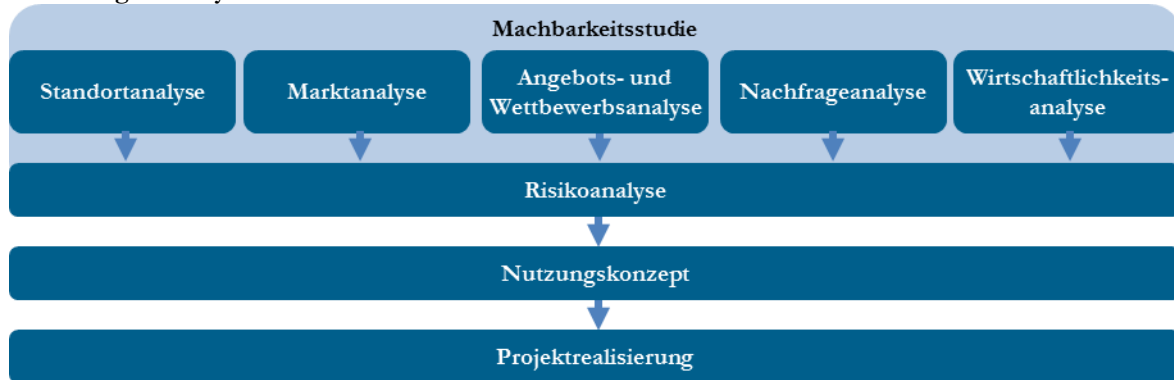 Machbarkeitsstudie
Standortanalyse
Marktanalyse
Angebots- und
Wettbewerbsanalyse
Nachfrageanalyse
Wirtschaftlichkeits-
analyse
Risikoanalyse
Nutzungskonzept
Projektrealisierung